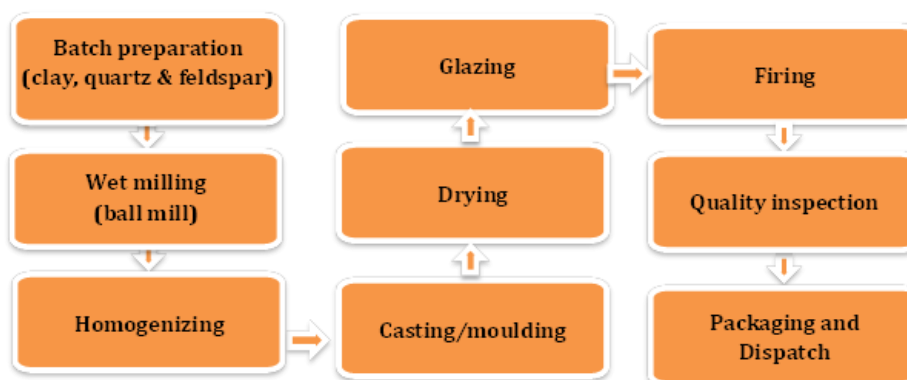 Batch preparation
(clay, quartz & feldspar)
Wet milling
(ball mill)
Homogenizing
Casting/moulding
Drying
Glazing
Firing
Quality inspection
Packaging and
Dispatch